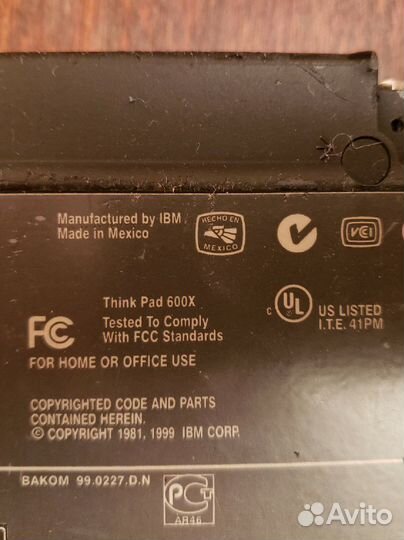 Manufactured by IBM
Made in Mexico
HECHO EN
MEXICO
VCI
Think Pad 600X
FC
Tested To Comply
With FCC Standards
FOR HOME OR OFFICE USE
C UL US LISTED
I.T.E. 41PM
COPYRIGHTED CODE AND PARTS
CONTAINED HEREIN.
© COPYRIGHT 1981, 1999 IBM CORP.
BAKOM 99.0227.D.N
АЯ46
Avito